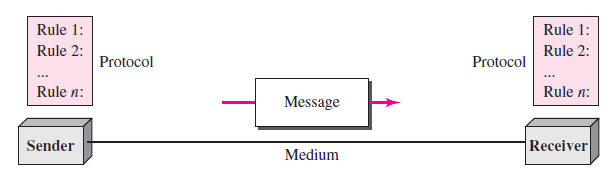 Rule 1:
Rule 2:
...
Rule n:
Protocol
Rule 1:
Rule 2:
...
Rule n:
Protocol
Message
Sender
Receiver
Medium